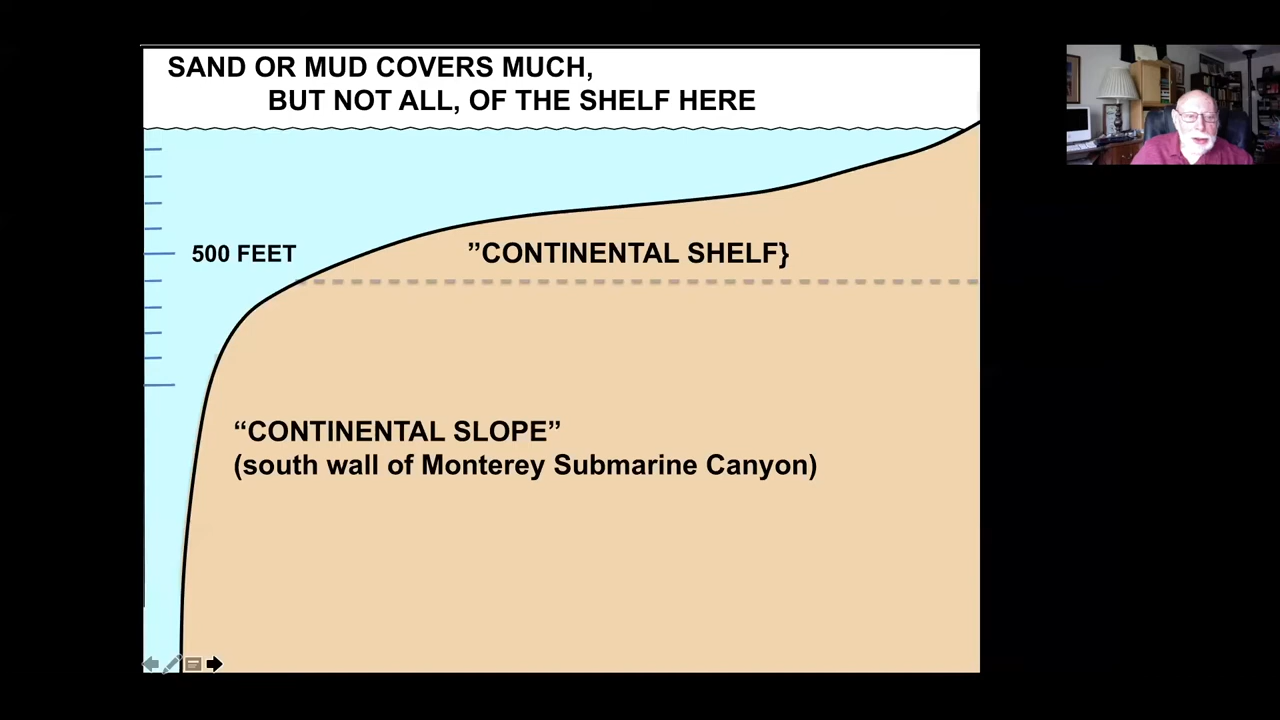 SAND OR MUD COVERS MUCH,
BUT NOT ALL, OF THE SHELF HERE
500 FEET
”CONTINENTAL SHELF}
“CONTINENTAL SLOPE”
(south wall of Monterey Submarine Canyon)